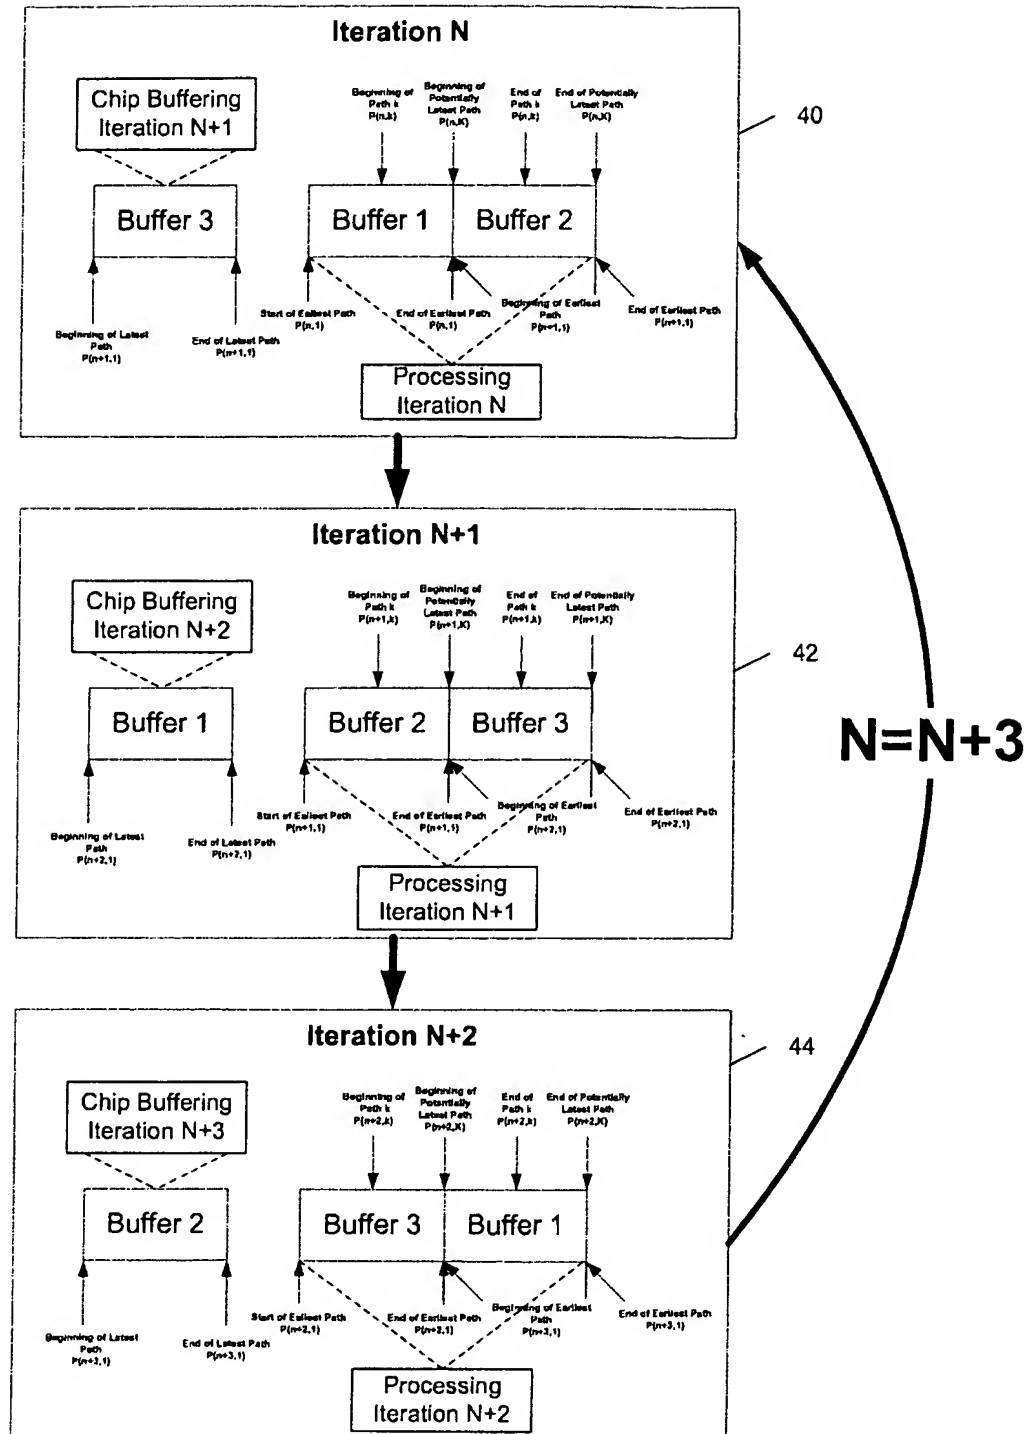 Iteration N
Chip Buffering
Iteration N+1
Beginning of
Path k
P(n,k)
Beginning of
Potentially
Latest Path
P(n,K)
End of
Path k
P(n,k)
End of Potentially
Latest Path
P(n,K)
40
Buffer 3
Buffer 1
Buffer 2
Beginning of Latest
Path
P(n+1,1)
End of Latest Path
P(n+1,1)
Start of Earliest Path
P(n,1)
End of Earliest Path
P(n,1)
Beginning of Earliest
Path
P(n+1,1)
End of Earliest Path
P(n+1,1)
Processing
Iteration N
Iteration N+1
Chip Buffering
Iteration N+2
Beginning of
Path k
P(n+1,k)
Beginning of
Potentially
Latest Path
P(n+1,K)
End of
Path k
P(n+1,k)
End of Potentially
Latest Path
P(n+1,K)
42
Buffer 1
Buffer 2
Buffer 3
Beginning of Latest
Path
P(n+2,1)
End of Latest Path
P(n+2,1)
Start of Earliest Path
P(n+1,1)
End of Earliest Path
P(n+1,1)
Beginning of Earliest
Path
P(n+2,1)
End of Earliest Path
P(n+2,1)
Processing
Iteration N+1
N=N+3
Iteration N+2
Chip Buffering
Iteration N+3
Beginning of
Path k
P(n+2,k)
Beginning of
Potentially
Latest Path
P(n+2,K)
End of
Path k
P(n+2,k)
End of Potentially
Latest Path
P(n+2,K)
44
Buffer 2
Buffer 3
Buffer 1
Beginning of Latest
Path
P(n+3,1)
End of Latest Path
P(n+3,1)
Start of Earliest Path
P(n+2,1)
End of Earliest Path
P(n+2,1)
Beginning of Earliest
Path
P(n+3,1)
End of Earliest Path
P(n+3,1)
Processing
Iteration N+2